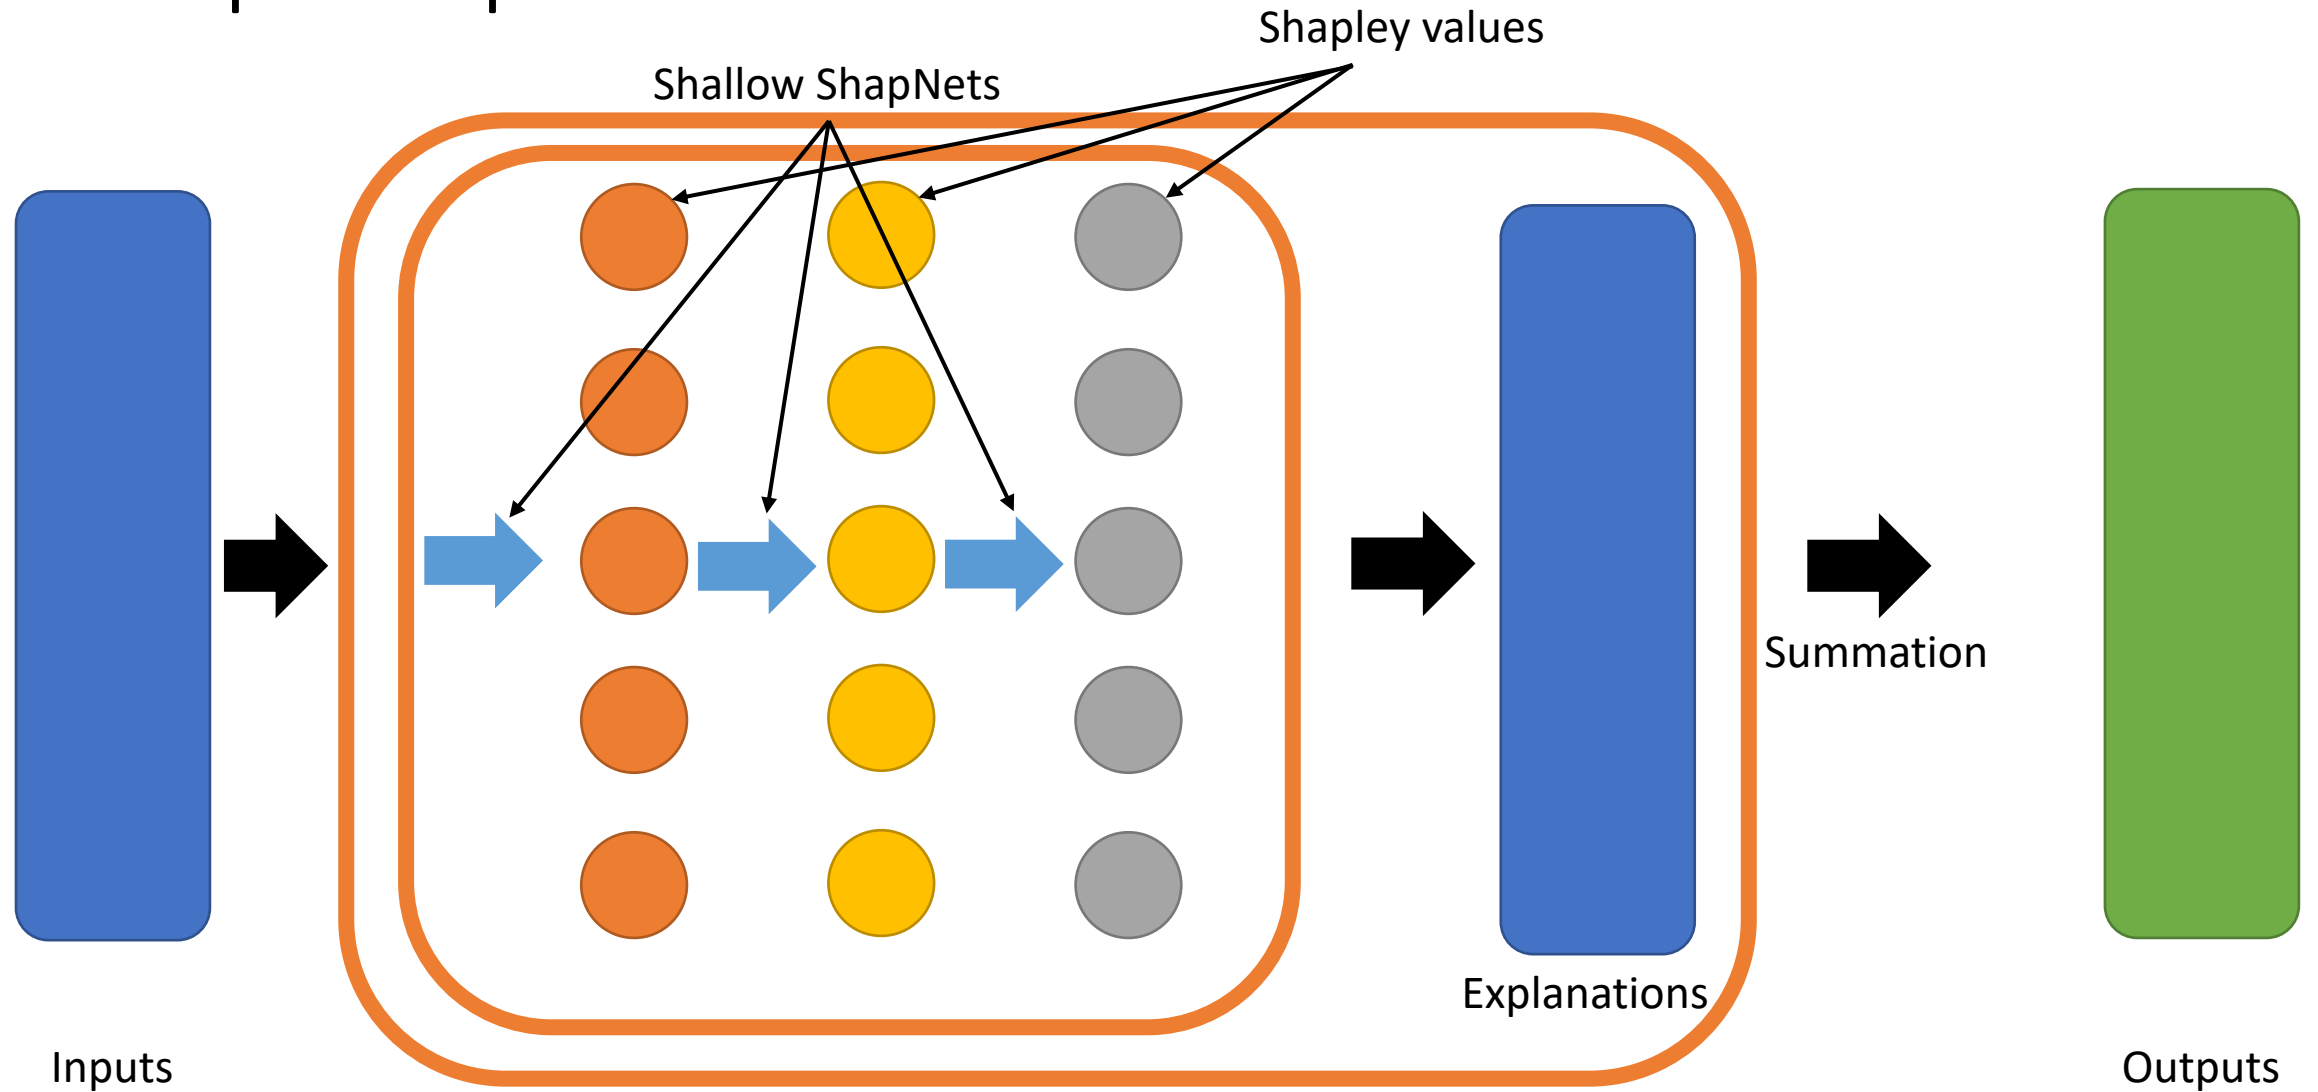 Shapley values
Shallow ShapNets
Summation
Explanations
Inputs
Outputs